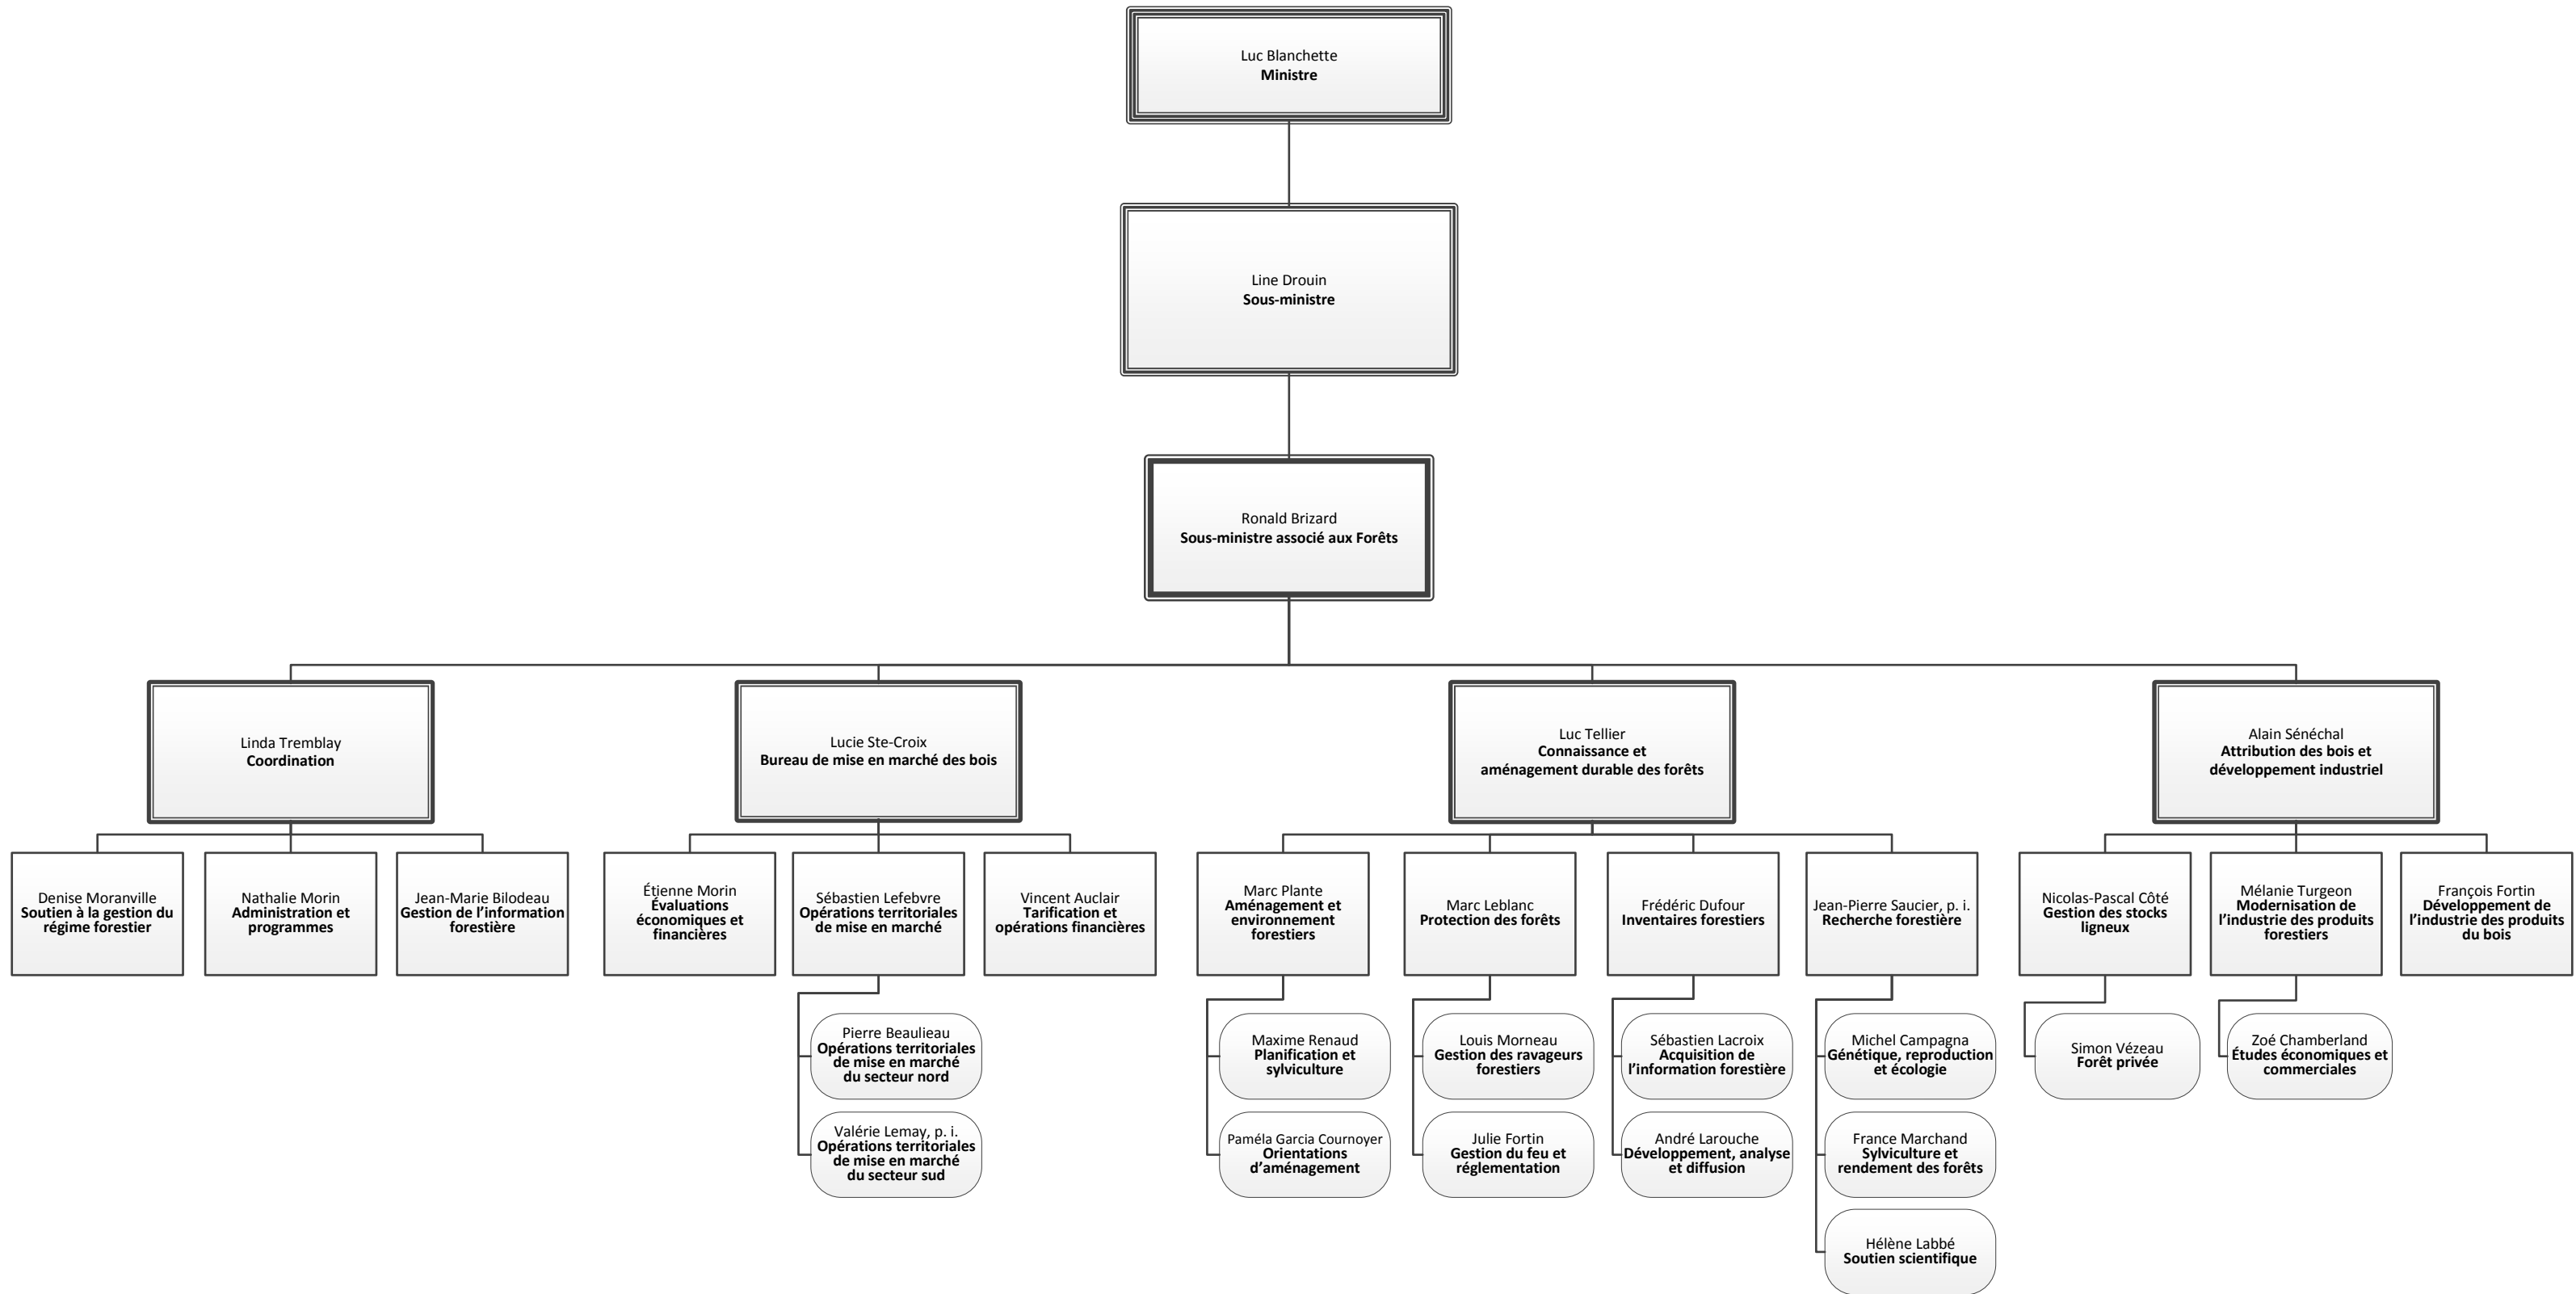 Luc Blanchette
Ministre
Line Drouin
Sous-ministre
Ronald Brizard
Sous-ministre associé aux Forêts
Linda Tremblay
Coordination
Lucie Ste-Croix
Bureau de mise en marché des bois
Luc Tellier
Connaissance et
aménagement durable des forêts
Alain Sénéchal
Attribution des bois et
développement industriel
Denise Moranville
Soutien à la gestion du
régime forestier
Nathalie Morin
Administration et
programmes
Jean-Marie Bilodeau
Gestion de l'information
forestière
Étienne Morin
Évaluations
économiques et
financières
Sébastien Lefebvre
Opérations territoriales
de mise en marché
Vincent Auclair
Tarification et
opérations financières
Marc Plante
Aménagement et
environnement
forestiers
Marc Leblanc
Protection des forêts
Frédéric Dufour
Inventaires forestiers
Jean-Pierre Saucier, p. i.
Recherche forestière
Nicolas-Pascal Côté
Gestion des stocks
ligneux
Mélanie Turgeon
Modernisation de
l'industrie des produits
forestiers
François Fortin
Développement de
l'industrie des produits
du bois
Pierre Beaulieau
Opérations territoriales
de mise en marché
du secteur nord
Maxime Renaud
Planification et
sylviculture
Louis Morneau
Gestion des ravageurs
forestiers
Sébastien Lacroix
Acquisition de
l'information forestière
Michel Campagna
Génétique, reproduction
et écologie
Simon Vézeau
Forêt privée
Zoé Chamberland
Études économiques et
commerciales
Valérie Lemay, p. i.
Opérations territoriales
de mise en marché
du secteur sud
Paméla Garcia Cournoyer
Orientations
d'aménagement
Julie Fortin
Gestion du feu et
réglementation
André Larouche
Développement, analyse
et diffusion
France Marchand
Sylviculture et
rendement des forêts
Hélène Labbé
Soutien scientifique